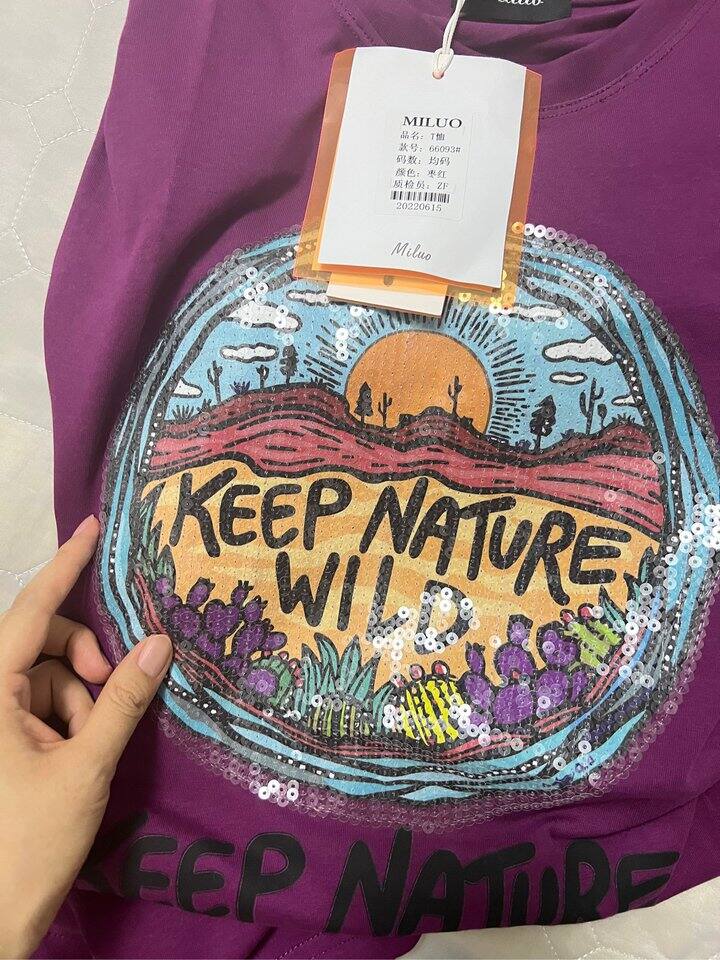 MILUO
品名: T恤
款号: 66093#
码数: 均码
颜色: 枣红
质检员: ZF
20220615
Miluo
KEEP NATURE
WILD
KEEP NATURE